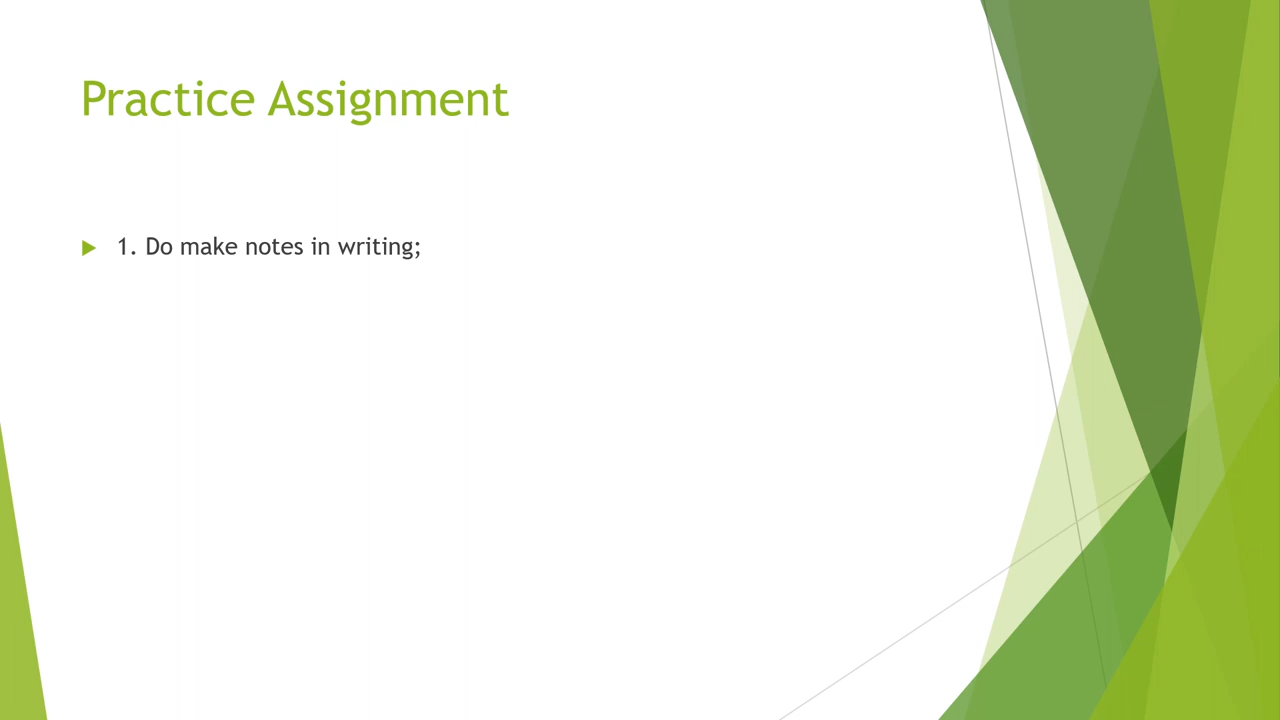 Practice Assignment
1. Do make notes in writing;